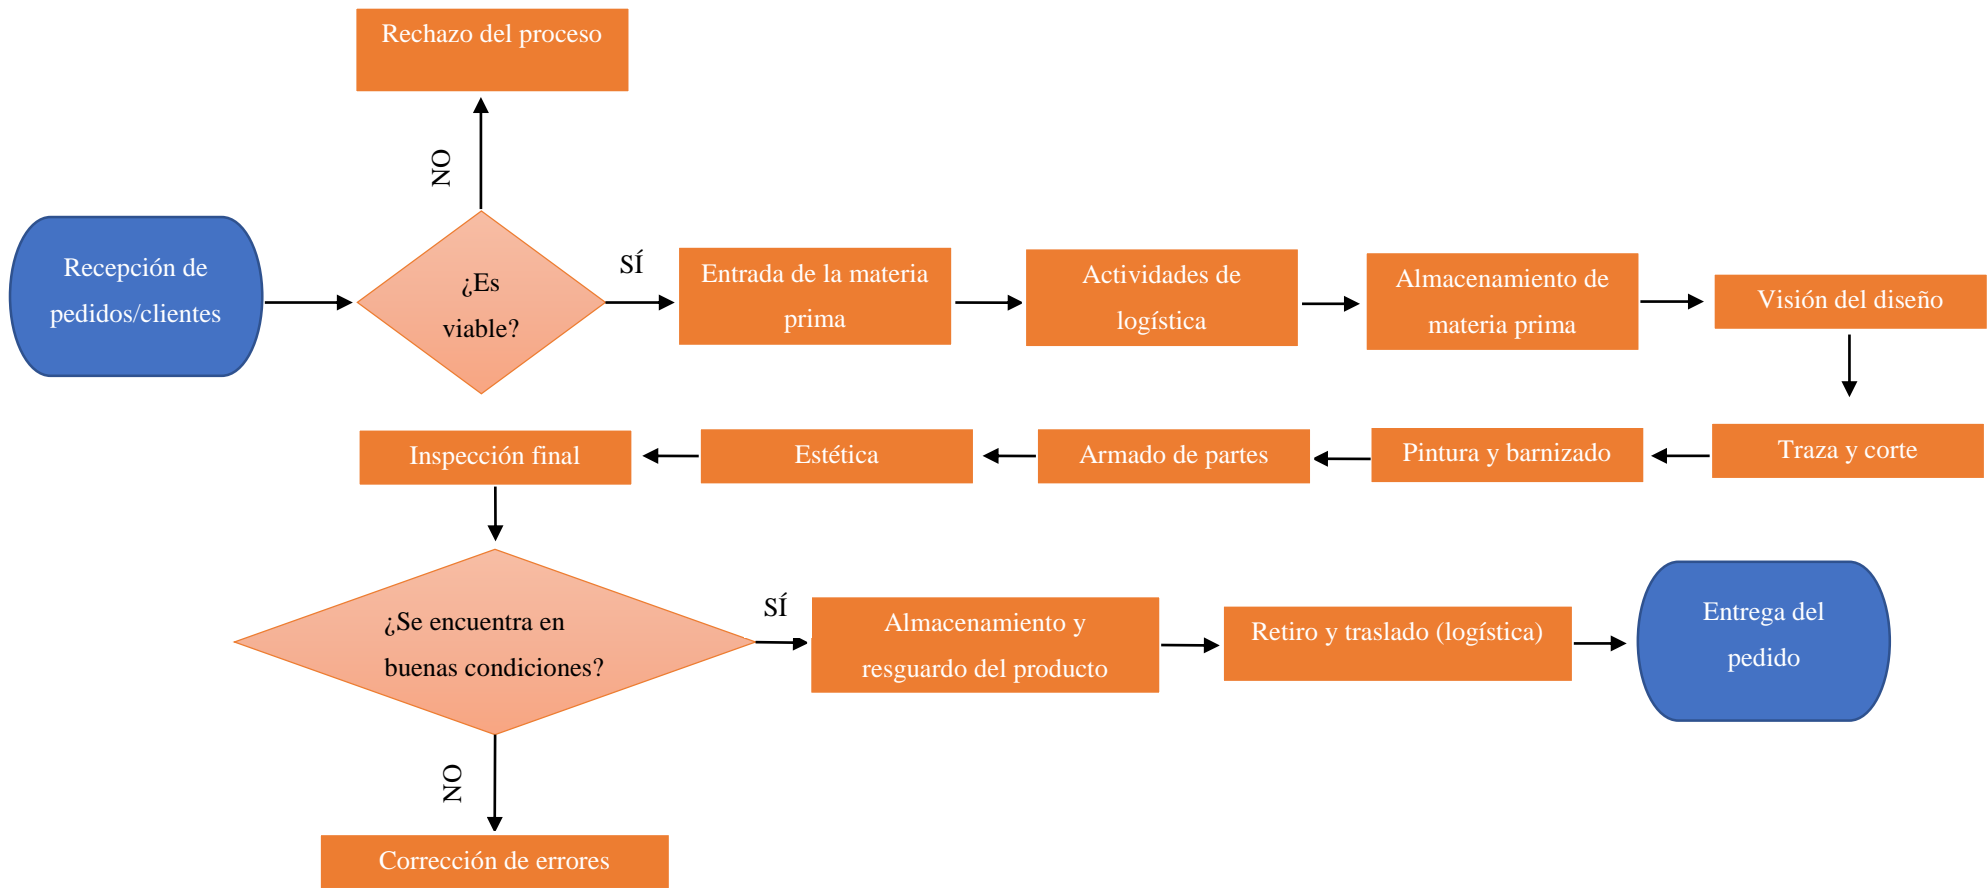 Rechazo del proceso
NO
Recepción de
pedidos/clientes
¿Es
viable?
SÍ
Entrada de la materia
prima
Actividades de
logística
Almacenamiento de
materia prima
Visión del diseño
Traza y corte
Pintura y barnizado
Armado de partes
Estética
Inspección final
¿Se encuentra en
buenas condiciones?
SÍ
Almacenamiento y
resguardo del producto
Retiro y traslado (logística)
Entrega del
pedido
NO
Corrección de errores